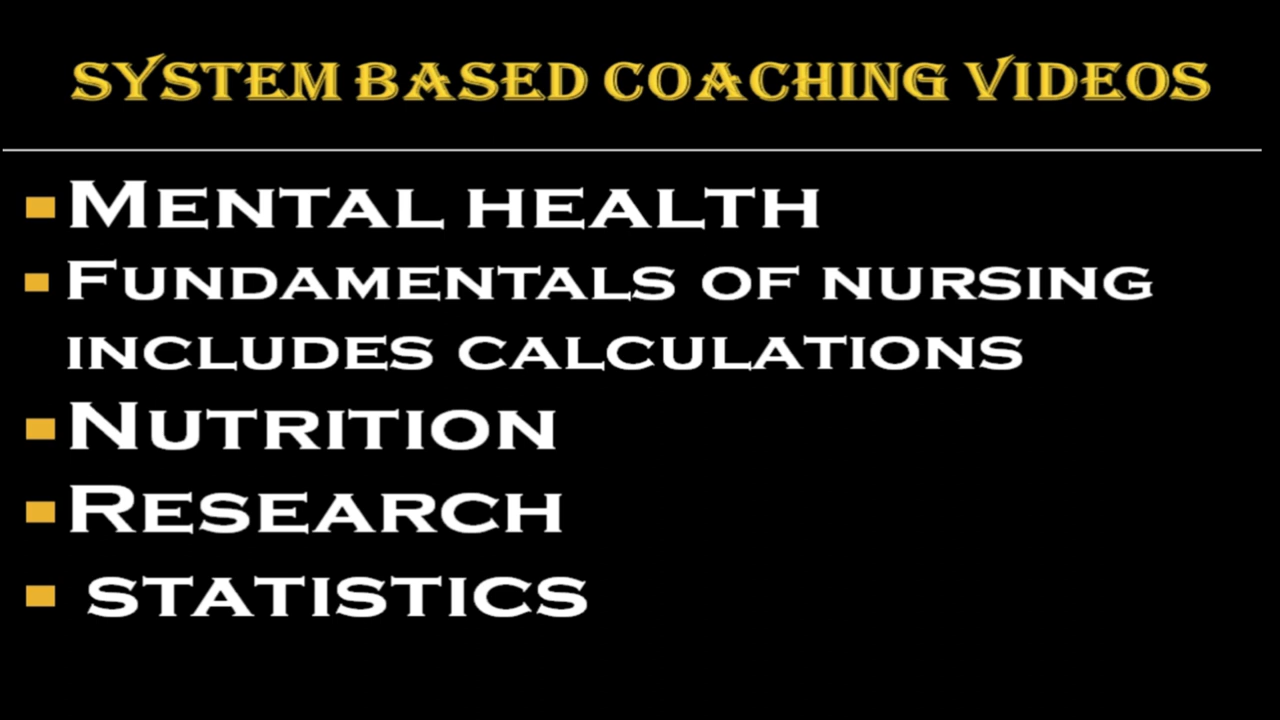 SYSTEM BASED COACHING VIDEOS
MENTAL HEALTH
FUNDAMENTALS OF NURSING
INCLUDES CALCULATIONS
NUTRITION
RESEARCH
STATISTICS